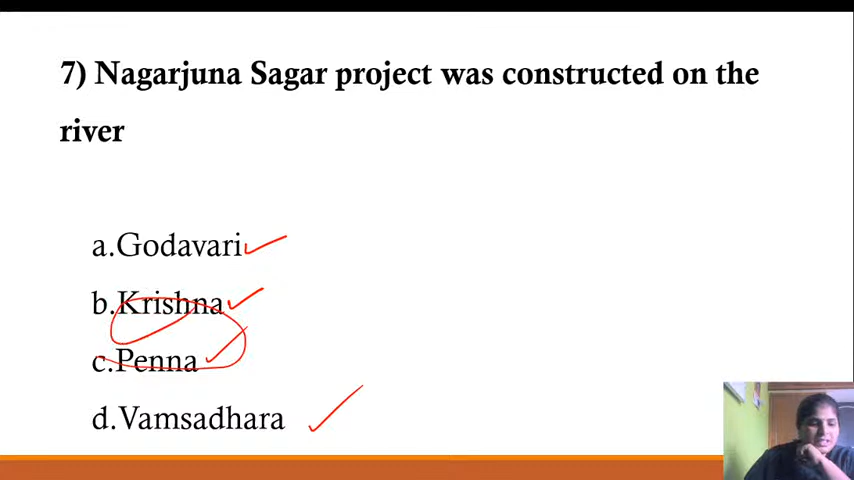 7) Nagarjuna Sagar project was constructed on the
river
a.Godavari
b.Krishna
c.Penna
d.Vamsadhara